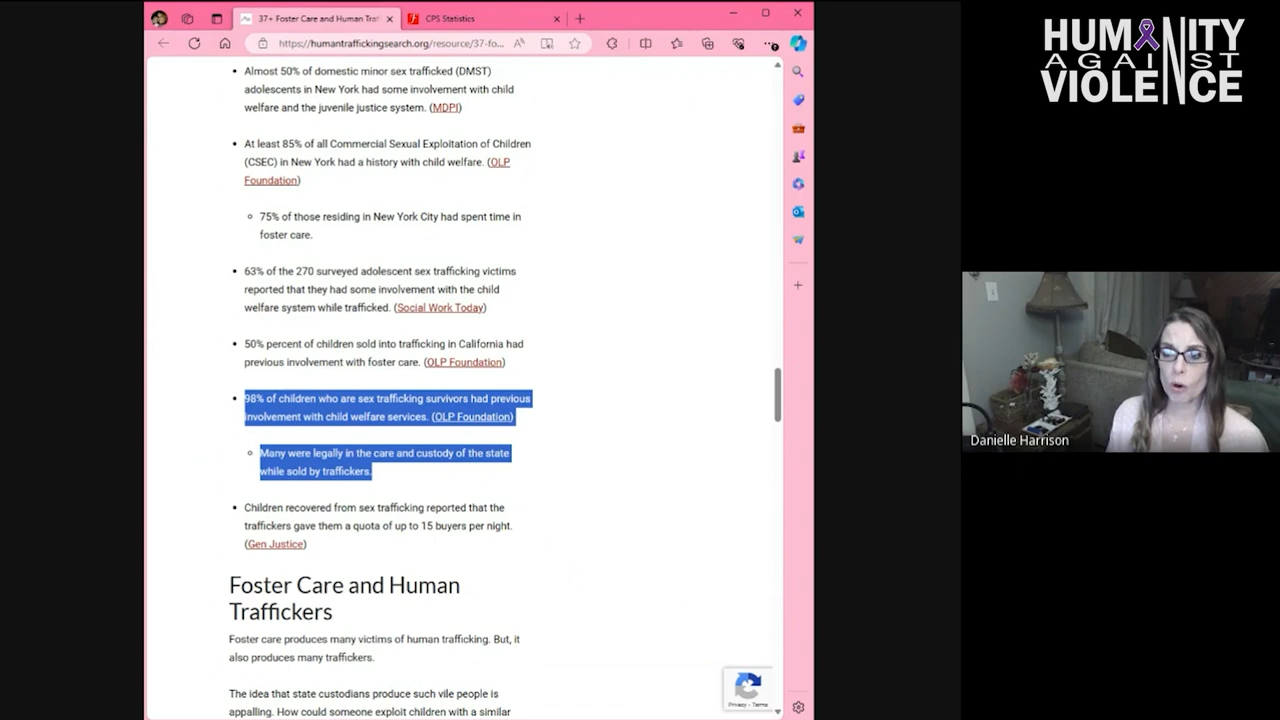 37+ Foster Care and Human Traf
CPS Statistics
https://humantraffickingsearch.org/resource/37-fo...
HUMANITY
AGAINST
VIOLENCE
• Almost 50% of domestic minor sex trafficked (DMST)
adolescents in New York had some involvement with child
welfare and the juvenile justice system. (MDPI)
• At least 85% of all Commercial Sexual Exploitation of Children
(CSEC) in New York had a history with child welfare. (OLP
Foundation)
◦ 75% of those residing in New York City had spent time in
foster care.
• 63% of the 270 surveyed adolescent sex trafficking victims
reported that they had some involvement with the child
welfare system while trafficked. (Social Work Today)
• 50% percent of children sold into trafficking in California had
previous involvement with foster care. (OLP Foundation)
• 98% of children who are sex trafficking survivors had previous
involvement with child welfare services. (OLP Foundation)
◦ Many were legally in the care and custody of the state
while sold by traffickers.
• Children recovered from sex trafficking reported that the
traffickers gave them a quota of up to 15 buyers per night.
(Gen Justice)
Foster Care and Human
Traffickers
Foster care produces many victims of human trafficking. But, it
also produces many traffickers.
The idea that state custodians produce such vile people is
appalling. How could someone exploit children with a similar
Privacy - Terms
Danielle Harrison